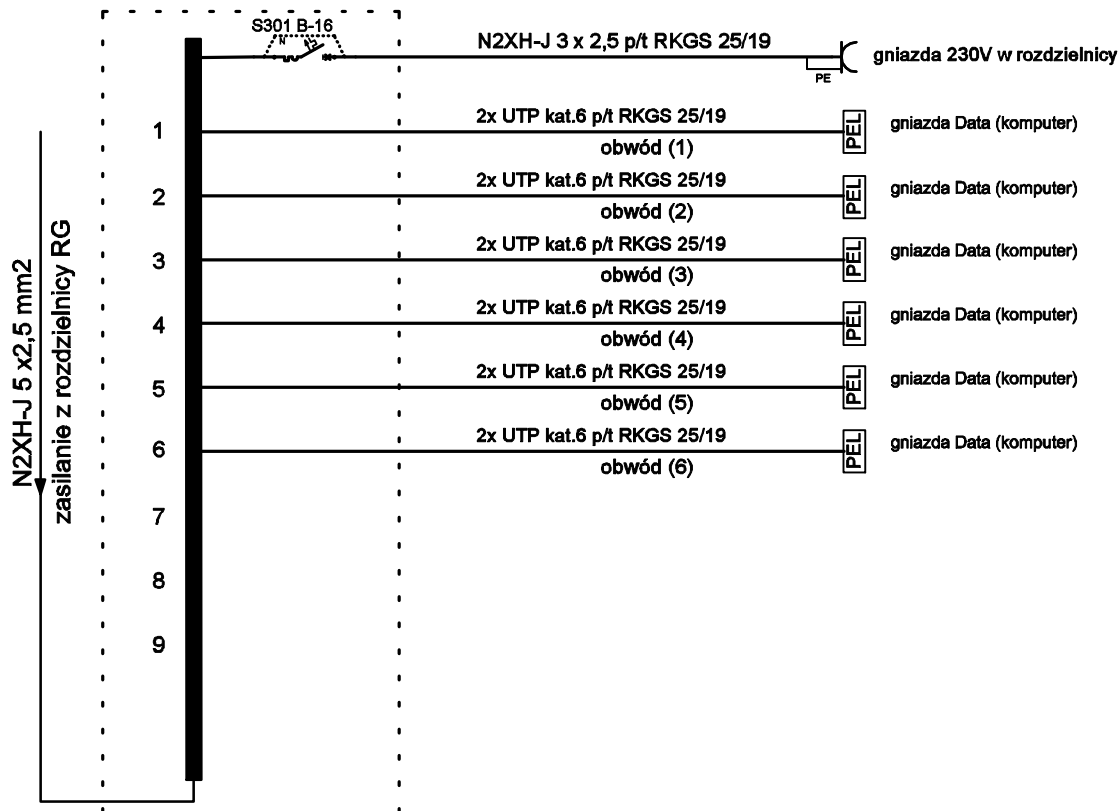 S301 B-16
N
N2XH-J 3 x 2,5 p/t RKGS 25/19
PE
gniazda 230V w rozdzielnicy
1
2x UTP kat.6 p/t RKGS 25/19
obwód (1)
PEL
gniazda Data (komputer)
2
2x UTP kat.6 p/t RKGS 25/19
obwód (2)
PEL
gniazda Data (komputer)
3
2x UTP kat.6 p/t RKGS 25/19
obwód (3)
PEL
gniazda Data (komputer)
4
2x UTP kat.6 p/t RKGS 25/19
obwód (4)
PEL
gniazda Data (komputer)
5
2x UTP kat.6 p/t RKGS 25/19
obwód (5)
PEL
gniazda Data (komputer)
6
2x UTP kat.6 p/t RKGS 25/19
obwód (6)
PEL
gniazda Data (komputer)
7
8
9
N2XH-J 5 x2,5 mm2
zasilanie z rozdzielnicy RG